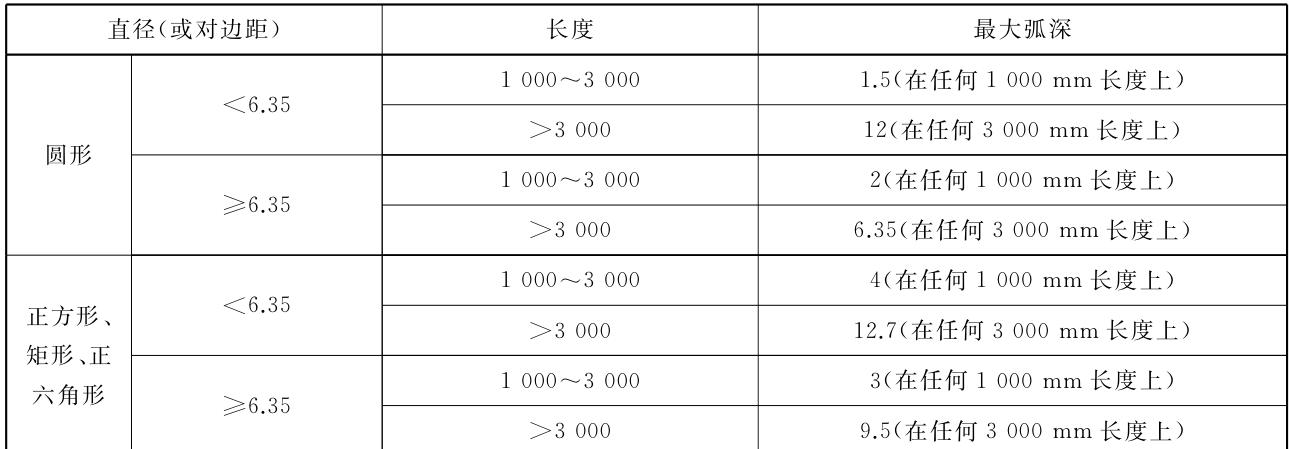 直径(或对边距) 长度 最大弧深
圆形 <6.35 1 000～3 000 1.5(在任何 1 000 mm 长度上)
>3 000 12(在任何 3 000 mm 长度上)
≥6.35 1 000～3 000 2(在任何 1 000 mm 长度上)
>3 000 6.35(在任何 3 000 mm 长度上)
正方形、
矩形、正
六角形 <6.35 1 000～3 000 4(在任何 1 000 mm 长度上)
>3 000 12.7(在任何 3 000 mm 长度上)
≥6.35 1 000～3 000 3(在任何 1 000 mm 长度上)
>3 000 9.5(在任何 3 000 mm 长度上)